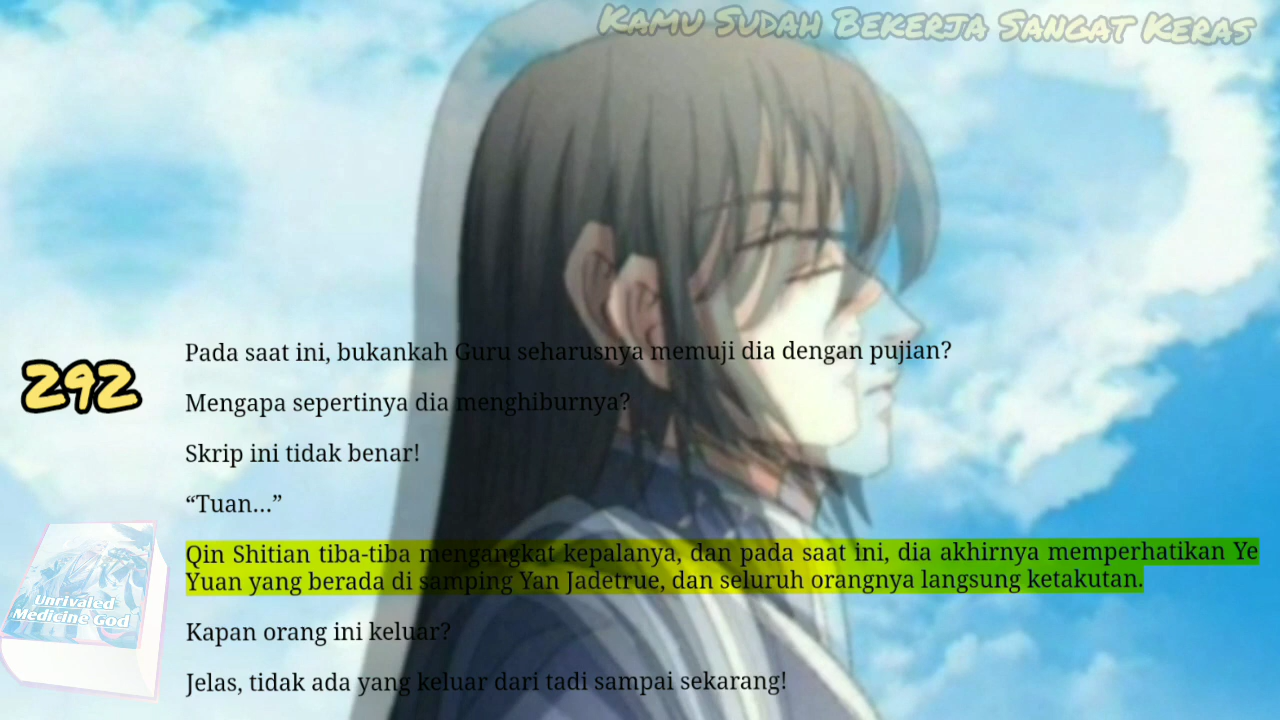 Kamu Sudah Bekerja Sangat Keras
Pada saat ini, bukankah Guru seharusnya memuji dia dengan pujian?
292
Mengapa sepertinya dia menghiburnya?
Skrip ini tidak benar!
“Tuan...”
Qin Shitian tiba-tiba mengangkat kepalanya, dan pada saat ini, dia akhirnya memperhatikan Ye
Yuan yang berada di samping Yan Jadetrue, dan seluruh orangnya langsung ketakutan.
Unrivaled
Medicine God
Kapan orang ini keluar?
Jelas, tidak ada yang keluar dari tadi sampai sekarang!